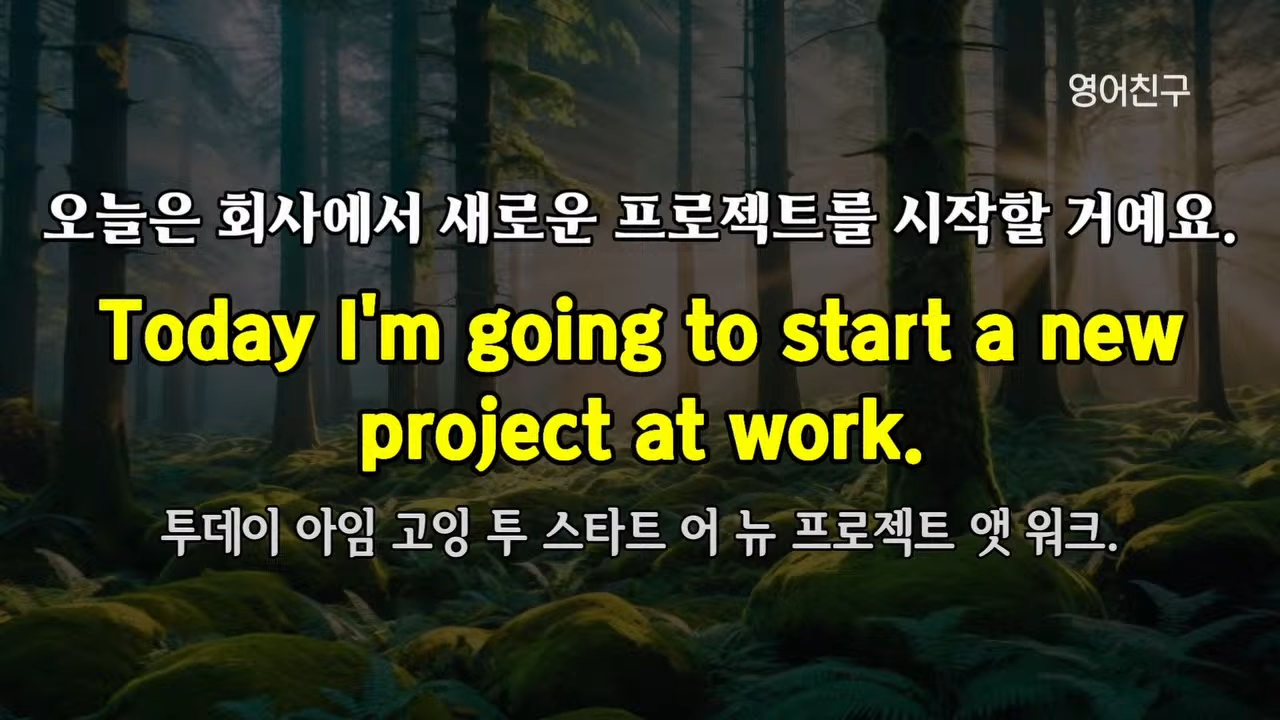 영어친구
오늘은 회사에서 새로운 프로젝트를 시작할 거예요.
Today I'm going to start a new
project at work.
투데이 아임 고잉 투 스타트 어 뉴 프로젝트 앳 워크.